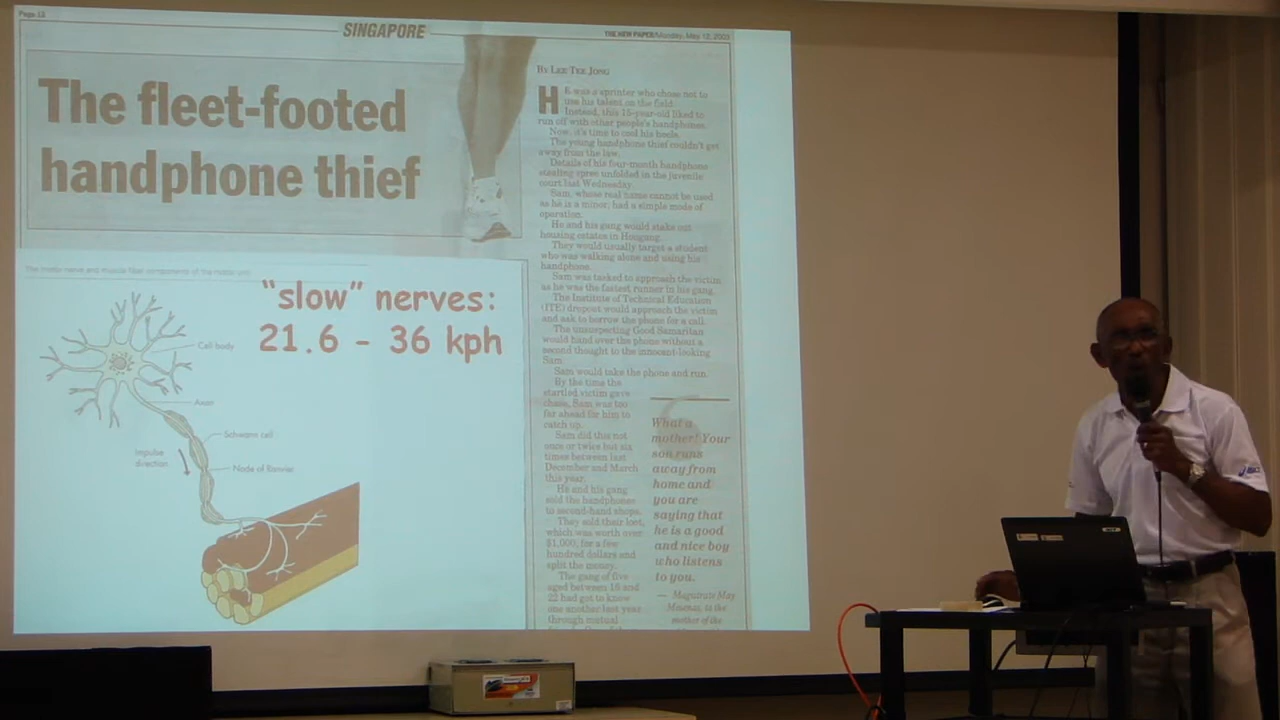 Page 12
SINGAPORE
THE NEW PAPER/Monday, May 12, 2003
The fleet-footed
handphone thief
BY LEE TEE JONG
HE was a sprinter who chose not to
use his talent on the field.
Instead, this 15-year-old liked to
run off with other people's handphones.
Now, it's time to cool his heels.
The young handphone thief couldn't get
away from the law.
Details of his four-month handphone
stealing spree unfolded in the juvenile
court last Wednesday.
Sam, whose real name cannot be used
as he is a minor, had a simple mode of
operation.
He and his gang would stake out
housing estates in Hougang.
They would usually target a student
who was walking alone and using his
handphone.
Sam was tasked to approach the victim
as he was the fastest runner in his gang.
The Institute of Technical Education
(ITE) dropout would approach the victim
and ask to borrow the phone for a call.
The unsuspecting Good Samaritan
would hand over the phone without a
second thought to the innocent-looking
Sam.
Sam would take the phone and run.
By the time the
startled victim gave
chase, Sam was too
far ahead for him to
catch up.
Sam did this not
once or twice but six
times between last
December and March
this year.
He and his gang
sold the handphones
to second-hand shops.
They sold their loot,
which was worth over
$1,000, for a few
hundred dollars and
split the money.
The gang of five
aged between 15 and
22 had got to know
one another last year
through mutual
What a
mother! Your
son runs
away from
home and
you are
saying that
he is a good
and nice boy
who listens
to you.
— Magistrate May
to the
mother of the
The motor nerve and muscle fiber components of the motor unit
"slow" nerves:
21.6 - 36 kph
Cell body
Axon
Schwann cell
Impulse
direction
Node of Ranvier
acer